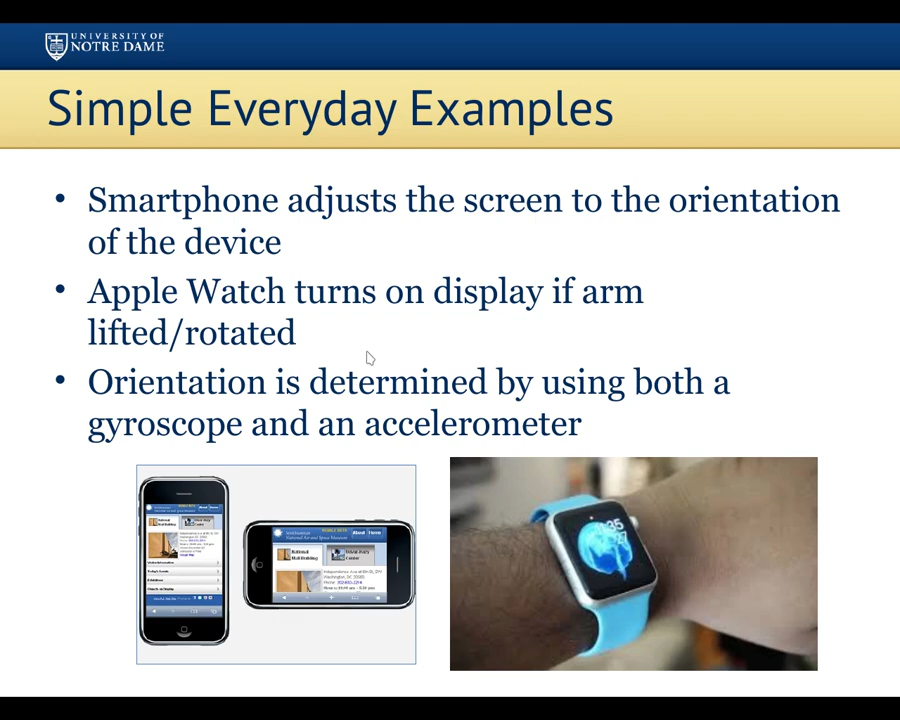 UNIVERSITY OF
NOTRE DAME
Simple Everyday Examples
• Smartphone adjusts the screen to the orientation
of the device
• Apple Watch turns on display if arm
lifted/rotated
• Orientation is determined by using both a
gyroscope and an accelerometer